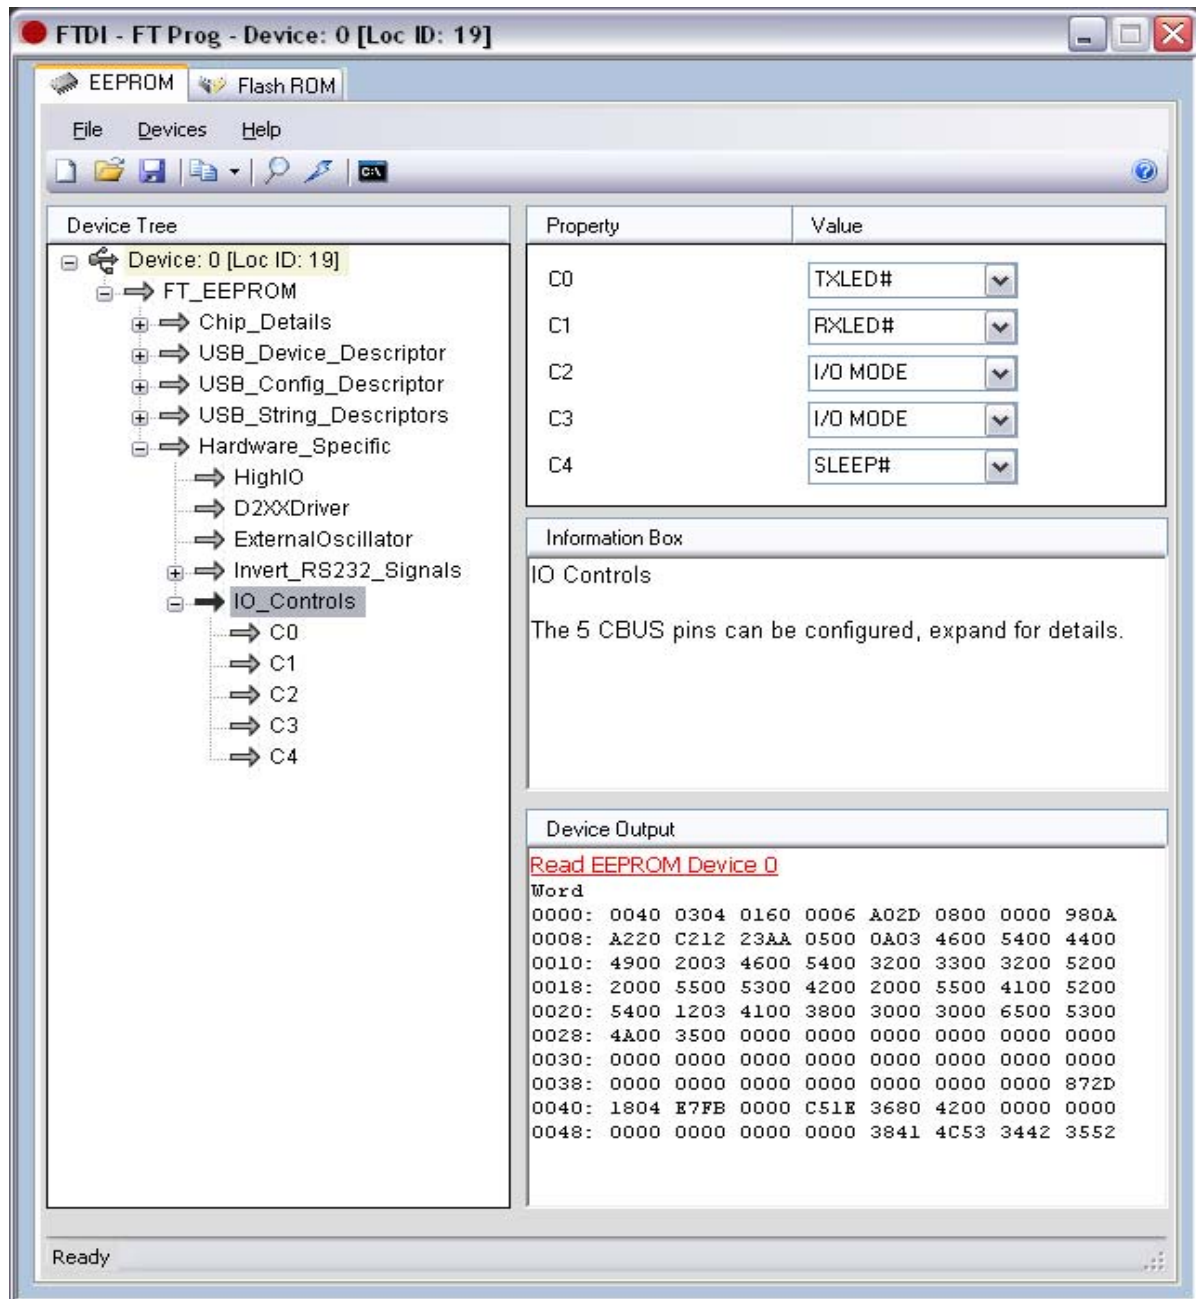 FTDI - FT Prog - Device: 0 [Loc ID: 19]
EEPROM
Flash ROM
File Devices Help
C:\
Device Tree
Device: 0 [Loc ID: 19]
FT_EEPROM
Chip_Details
USB_Device_Descriptor
USB_Config_Descriptor
USB_String_Descriptors
Hardware_Specific
HighIO
D2XXDriver
ExternalOscillator
Invert_RS232_Signals
IO_Controls
C0
C1
C2
C3
C4
Property Value
C0 TXLED#
C1 RXLED#
C2 I/O MODE
C3 I/O MODE
C4 SLEEP#
Information Box
IO Controls
The 5 CBUS pins can be configured, expand for details.
Device Output
Read EEPROM Device 0
Word
0000: 0040 0304 0160 0006 A02D 0800 0000 980A
0008: A220 C212 23AA 0500 0A03 4600 5400 4400
0010: 4900 2003 4600 5400 3200 3300 3200 5200
0018: 2000 5500 5300 4200 2000 5500 4100 5200
0020: 5400 1203 4100 3800 3000 3000 6500 5300
0028: 4A00 3500 0000 0000 0000 0000 0000 0000
0030: 0000 0000 0000 0000 0000 0000 0000 0000
0038: 0000 0000 0000 0000 0000 0000 0000 872D
0040: 1804 E7FB 0000 C51E 3680 4200 0000 0000
0048: 0000 0000 0000 0000 3841 4C53 3442 3552
Ready